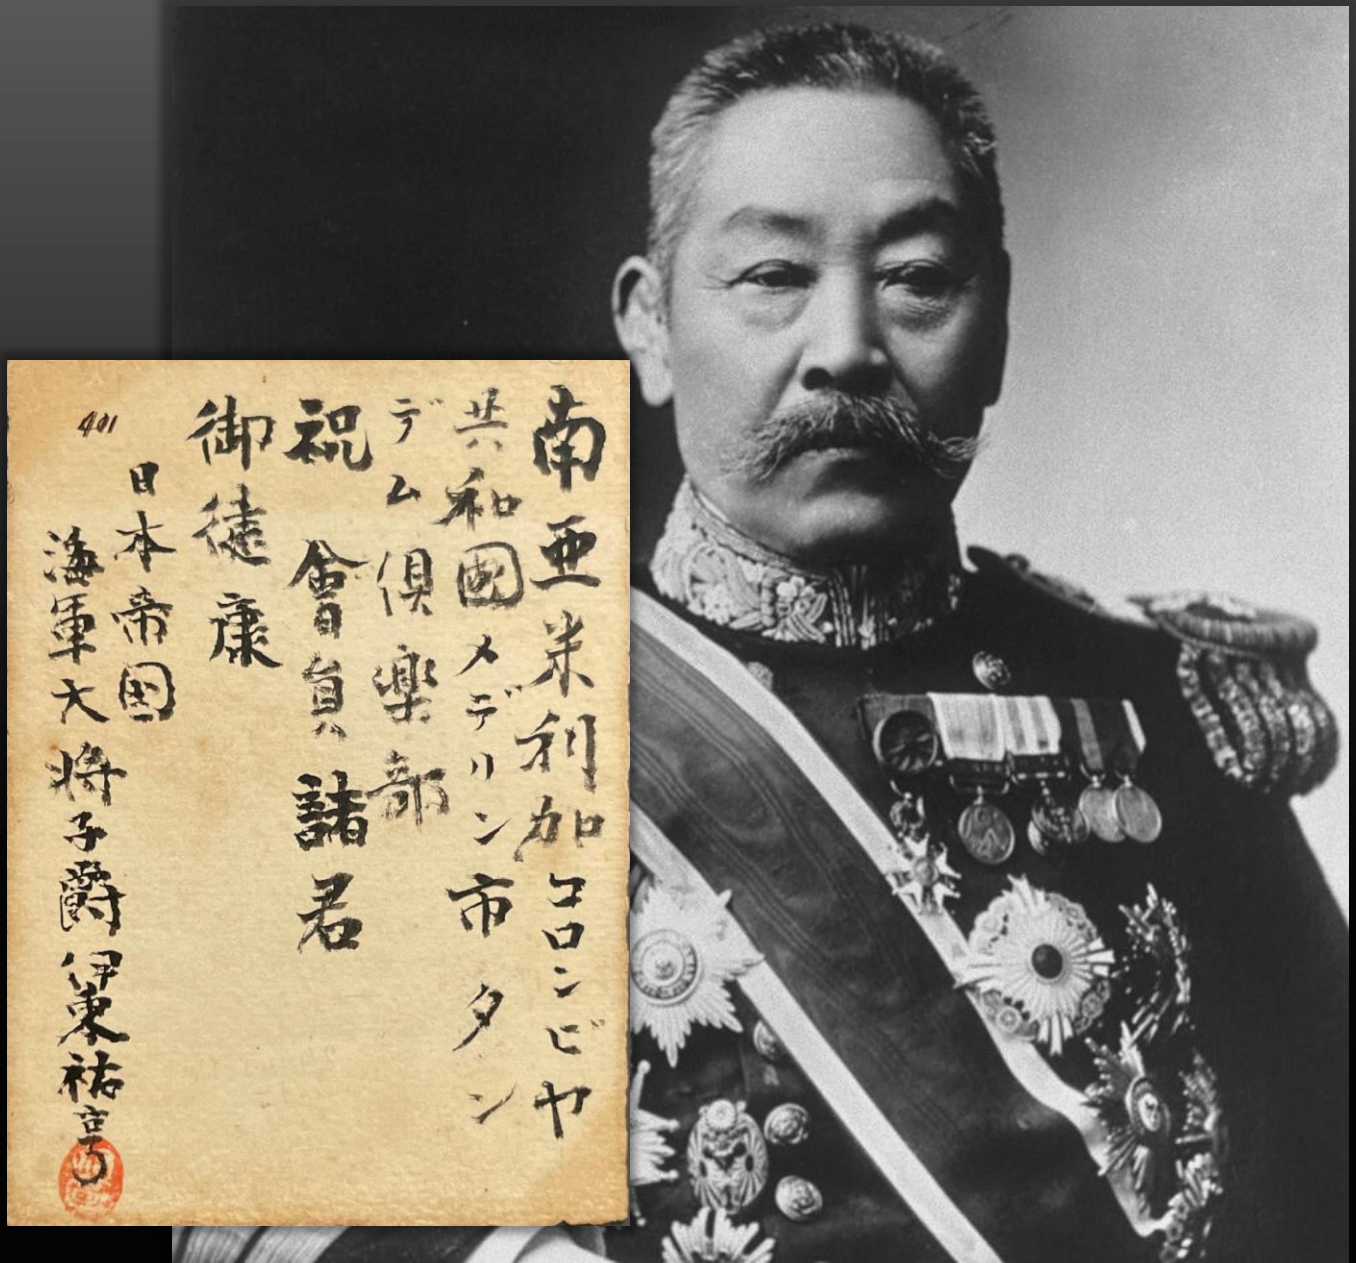 南亜米利加コロンビヤ
共和國メデリン市タン
デム倶楽部
祝會員諸君
御健康
日本帝国
海軍大将子爵伊東祐亨
401